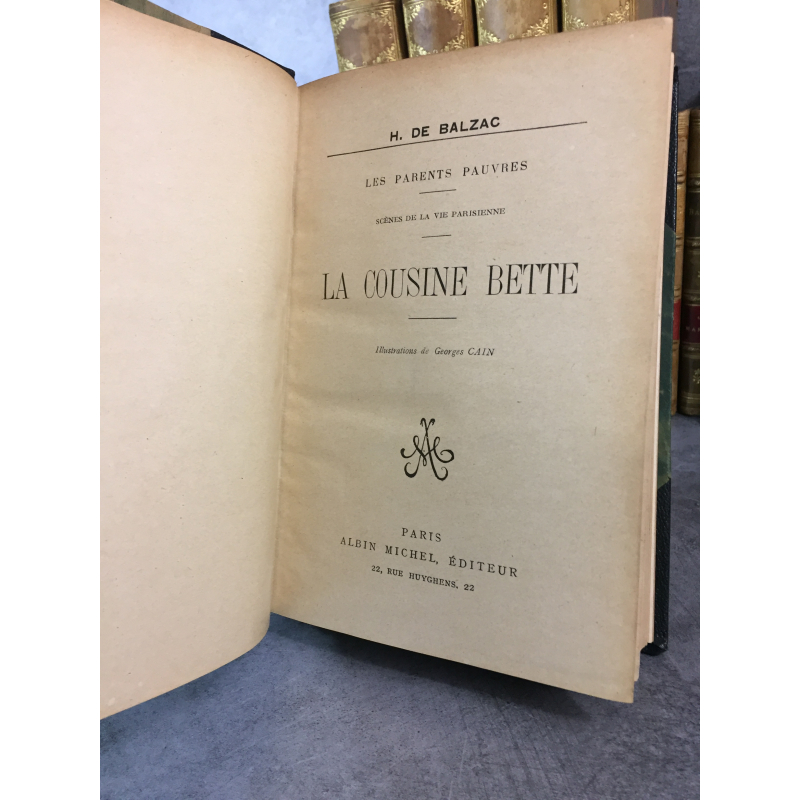 H. DE BALZAC
LES PARENTS PAUVRES
SCÈNES DE LA VIE PARISIENNE
LA COUSINE BETTE
Illustrations de Georges CAIN
PARIS
ALBIN MICHEL, ÉDITEUR
22, RUE HUYGHENS, 22